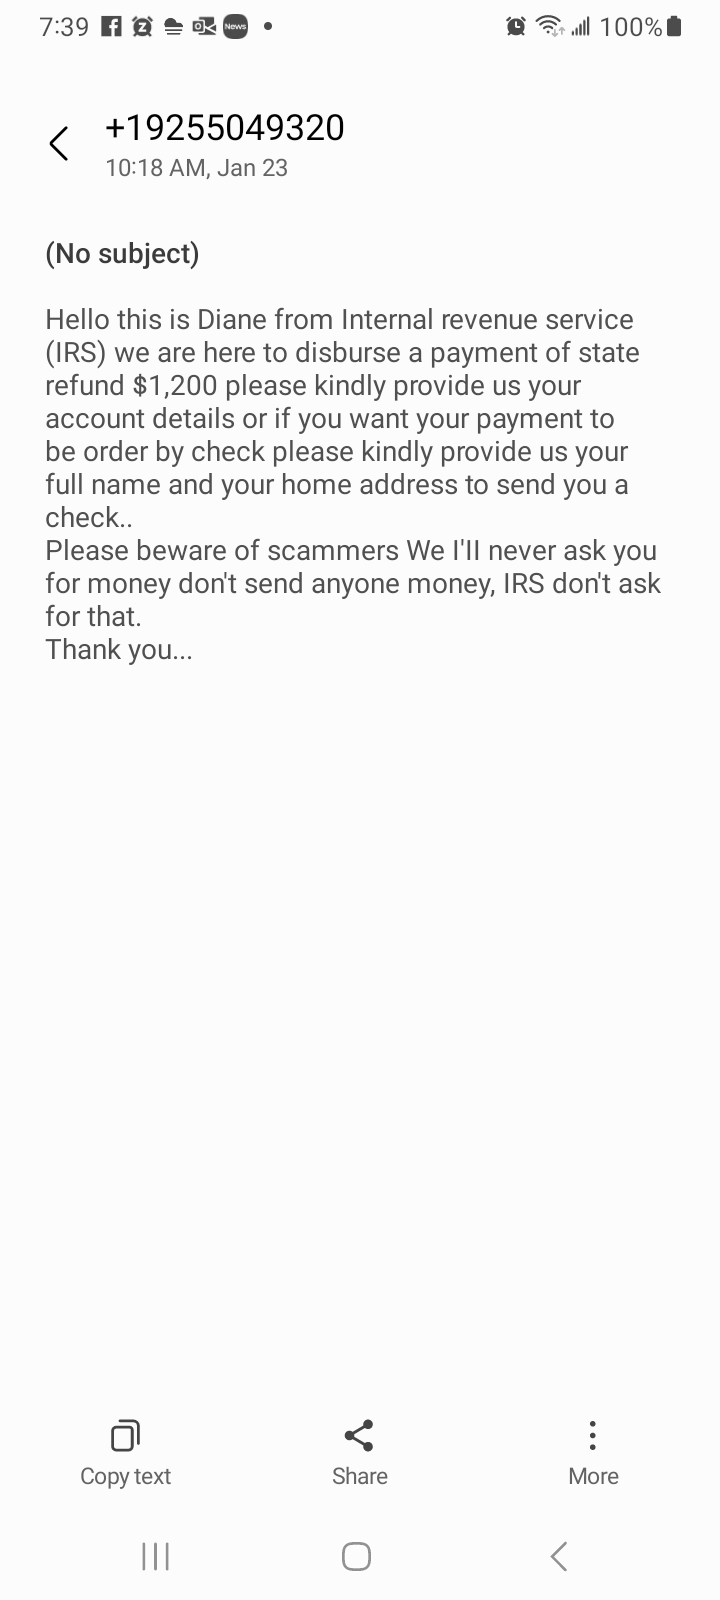 7:39 News 100%
+19255049320
10:18 AM, Jan 23
(No subject)
Hello this is Diane from Internal revenue service
(IRS) we are here to disburse a payment of state
refund $1,200 please kindly provide us your
account details or if you want your payment to
be order by check please kindly provide us your
full name and your home address to send you a
check..
Please beware of scammers We I'll never ask you
for money don't send anyone money, IRS don't ask
for that.
Thank you...
Copy text Share More